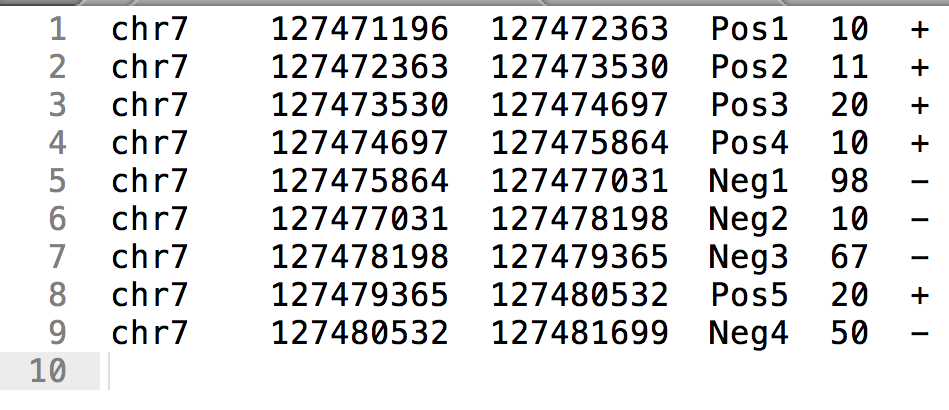 1 chr7 127471196 127472363 Pos1 10 +
2 chr7 127472363 127473530 Pos2 11 +
3 chr7 127473530 127474697 Pos3 20 +
4 chr7 127474697 127475864 Pos4 10 +
5 chr7 127475864 127477031 Neg1 98 -
6 chr7 127477031 127478198 Neg2 10 -
7 chr7 127478198 127479365 Neg3 67 -
8 chr7 127479365 127480532 Pos5 20 +
9 chr7 127480532 127481699 Neg4 50 -
10